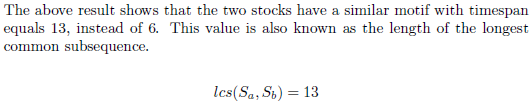 The above result shows that the two stocks have a similar motif with timespan
equals 13, instead of 6. This value is also known as the length of the longest
common subsequence.
lcs(Sₐ, S_b) = 13